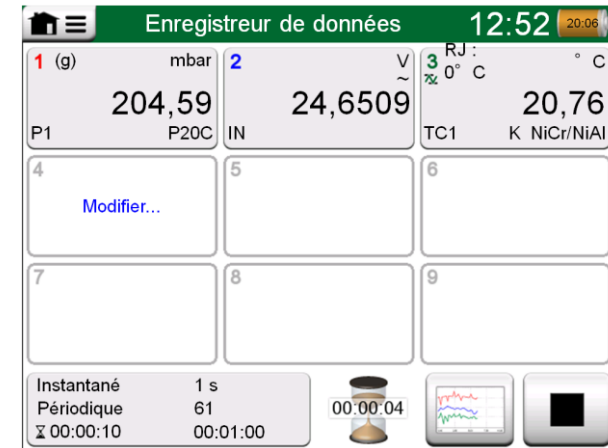 Enregistreur de données 12:52 20:06
1 (g) mbar
204,59
P1 P20C
2 V
~
24,6509
IN
3 RJ : ° C
0° C
20,76
TC1 K NiCr/NiAl
4
Modifier...
5
6
7
8
9
Instantané 1 s
Périodique 61
00:00:10 00:01:00
00:00:04